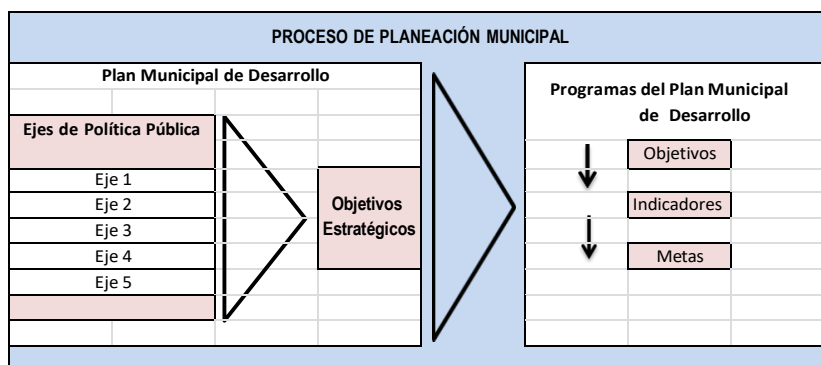 PROCESO DE PLANEACIÓN MUNICIPAL
Plan Municipal de Desarrollo
Ejes de Política Pública
Eje 1
Eje 2
Eje 3
Eje 4
Eje 5
Objetivos
Estratégicos
Programas del Plan Municipal
de Desarrollo
Objetivos
Indicadores
Metas